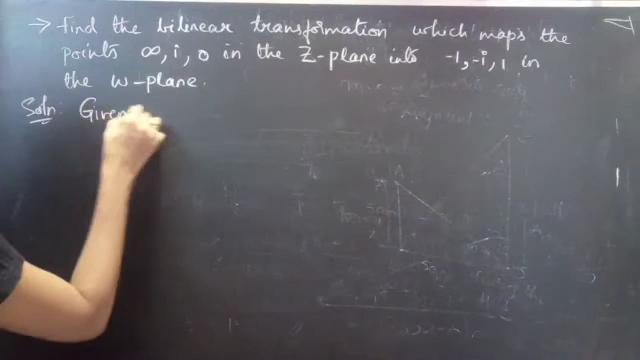 → find the bilinear transformation which maps the
points ∞, i, 0 in the Z-plane into -1, -i, 1 in
the w-plane.
Soln: Given